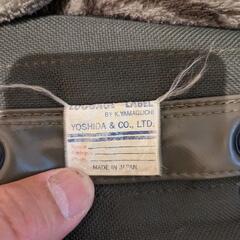 LUGGAGE LABEL
BY K.YAMAGUCHI
YOSHIDA & CO., LTD.
MADE IN JAPAN